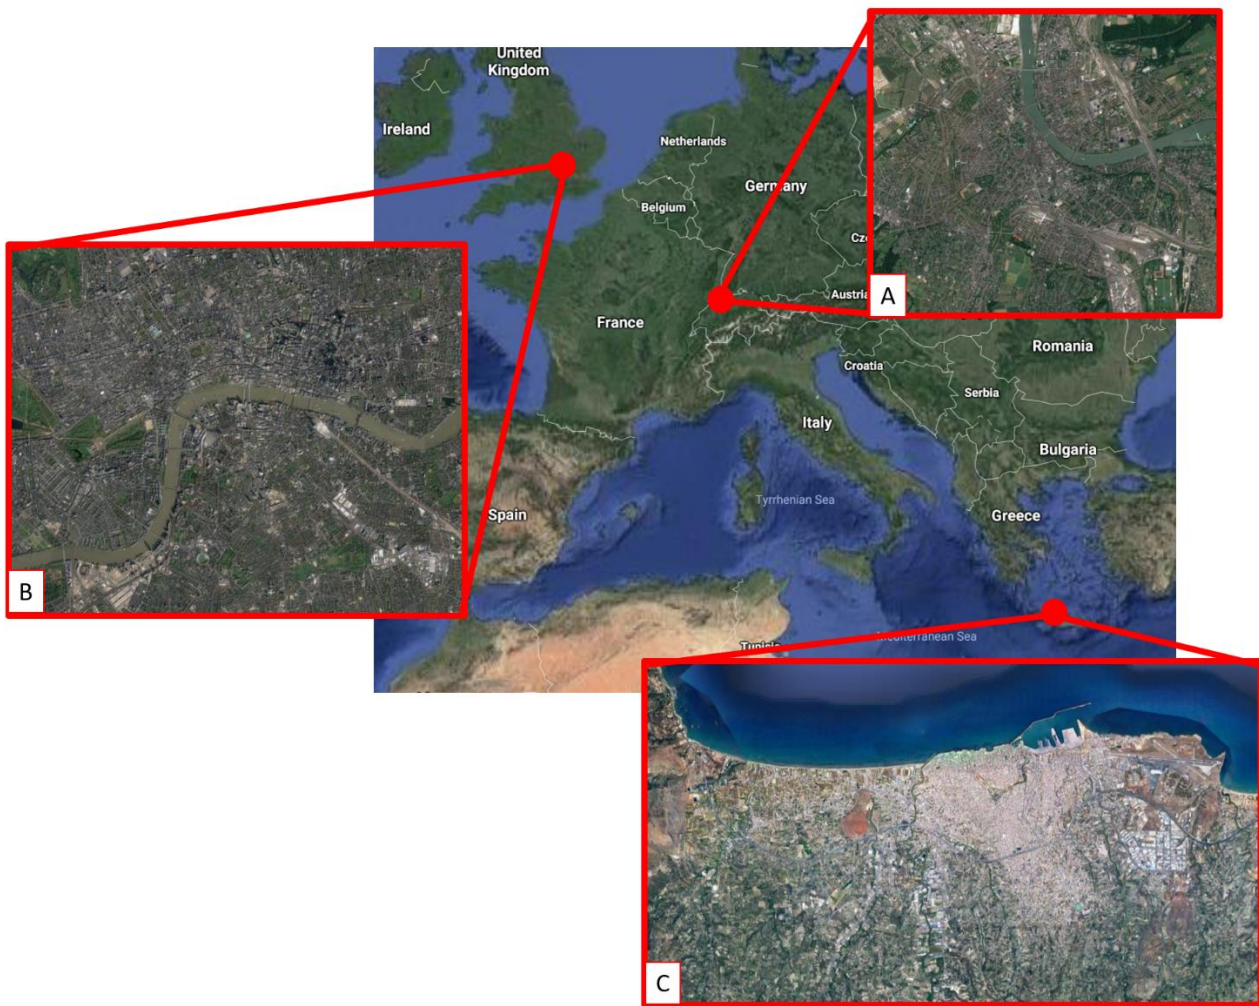 United
Kingdom
Ireland
Netherlands
Germany
Belgium
Cze
Austria
A
France
Romania
Croatia
Serbia
Italy
Bulgaria
Tyrrhenian Sea
Spain
Greece
B
Mediterranean Sea
Tunisia
C